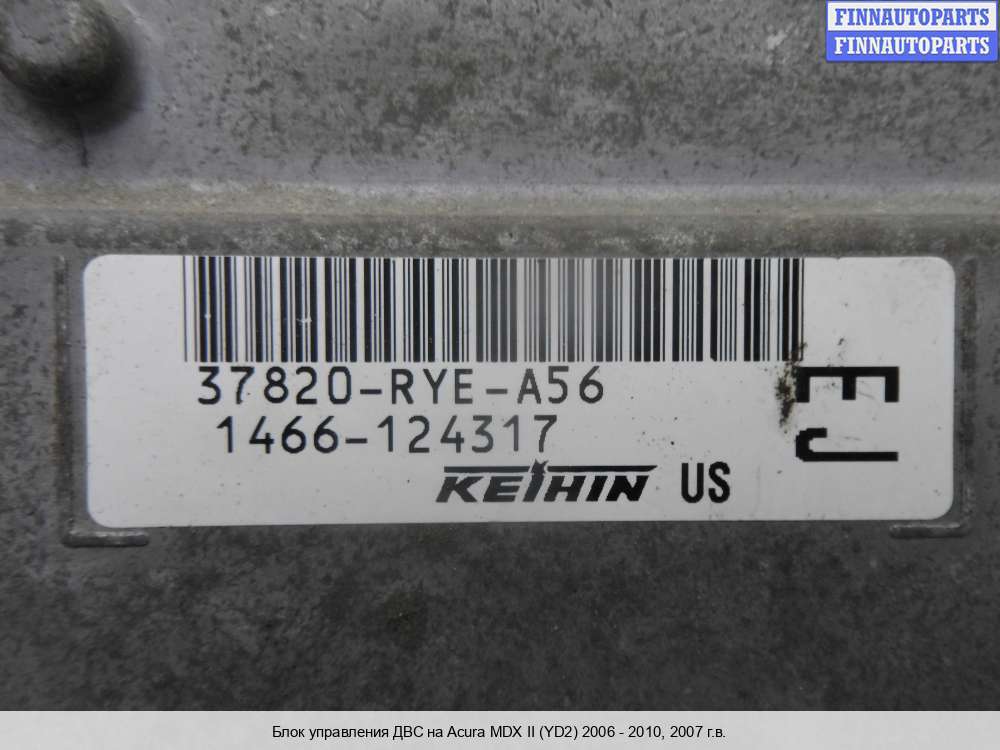 FINNAUTOPARTS
FINNAUTOPARTS
37820-RYE-A56
1466-124317
KEIHIN US
EJ
Блок управления ДВС на Acura MDX II (YD2) 2006 - 2010, 2007 г.в.